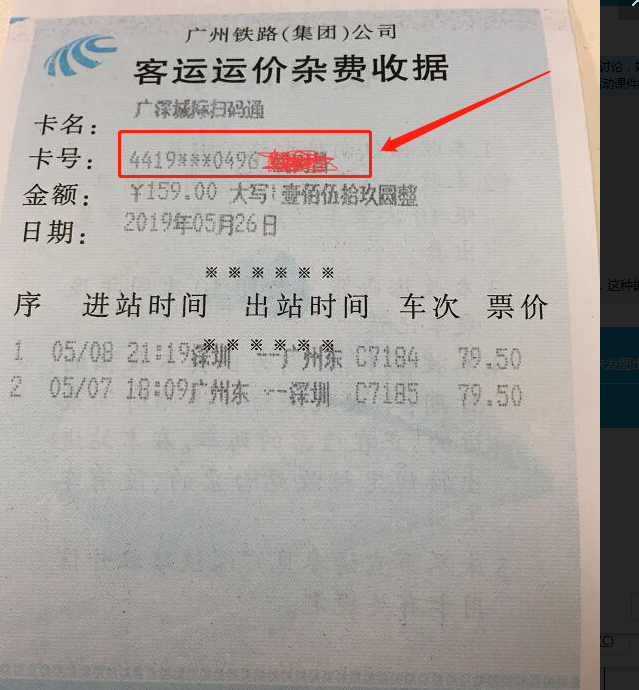 广州铁路(集团)公司
客运运价杂费收据
卡名: 广深城际扫码通
卡号: 4419***0496
金额: ¥159.00 大写: 壹佰伍拾玖圆整
日期: 2019年05月26日
※※※※※※
序 进站时间 出站时间 车次 票价
※※※※※※
1 05/08 21:19深圳 --广州东 C7184 79.50
2 05/07 18:09广州东 --深圳 C7185 79.50